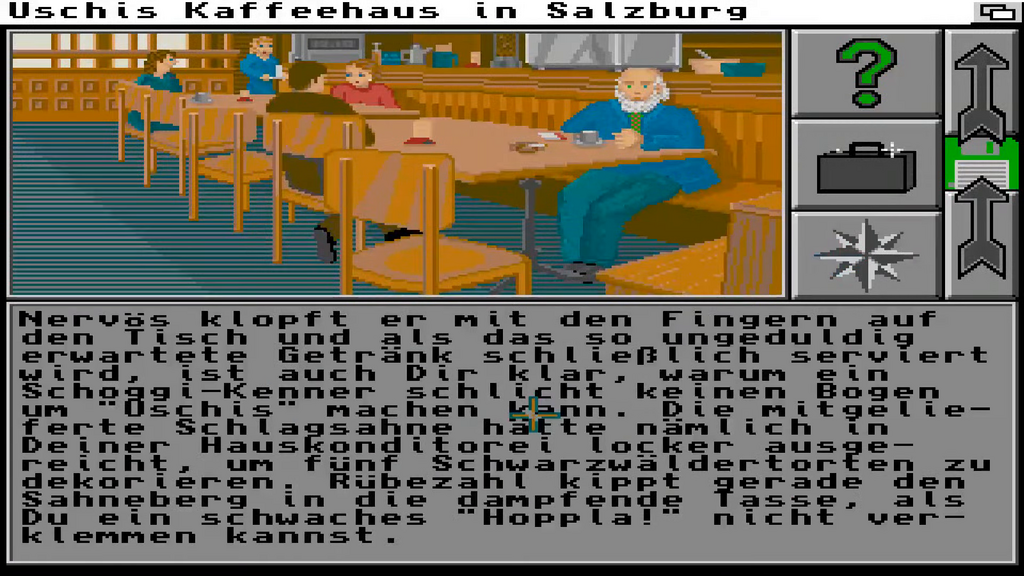 Uschis Kaffeehaus in Salzburg
Nervös klopft er mit den Fingern auf
den Tisch und als das so ungeduldig
erwartete Getränk schließlich serviert
wird, ist auch Dir klar, warum ein
Schoggi-Kenner schlicht keinen Bogen
um "Uschis" machen kann. Die mitgelie-
ferte Schlagsahne hätte nämlich in
Deiner Hauskonditorei locker ausge-
reicht, um fünf Schwarzwäldertorten zu
dekorieren. Rübezahl kippt gerade den
Sahneberg in die dampfende Tasse, als
Du ein schwaches "Hoppla!" nicht ver-
klemmen kannst.